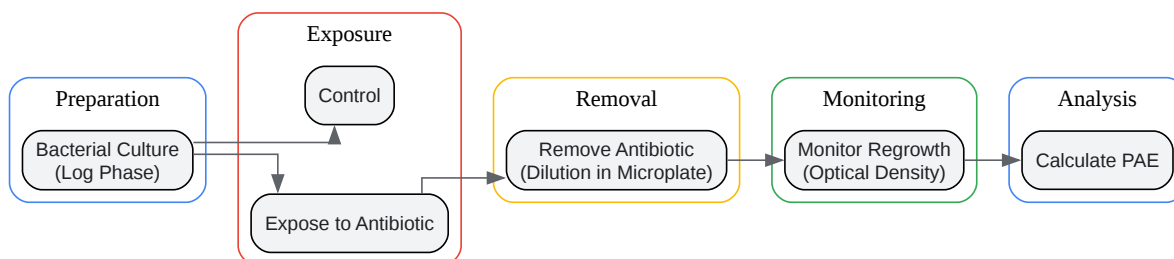 Preparation
Bacterial Culture
(Log Phase)
Exposure
Control
Expose to Antibiotic
Removal
Remove Antibiotic
(Dilution in Microplate)
Monitoring
Monitor Regrowth
(Optical Density)
Analysis
Calculate PAE